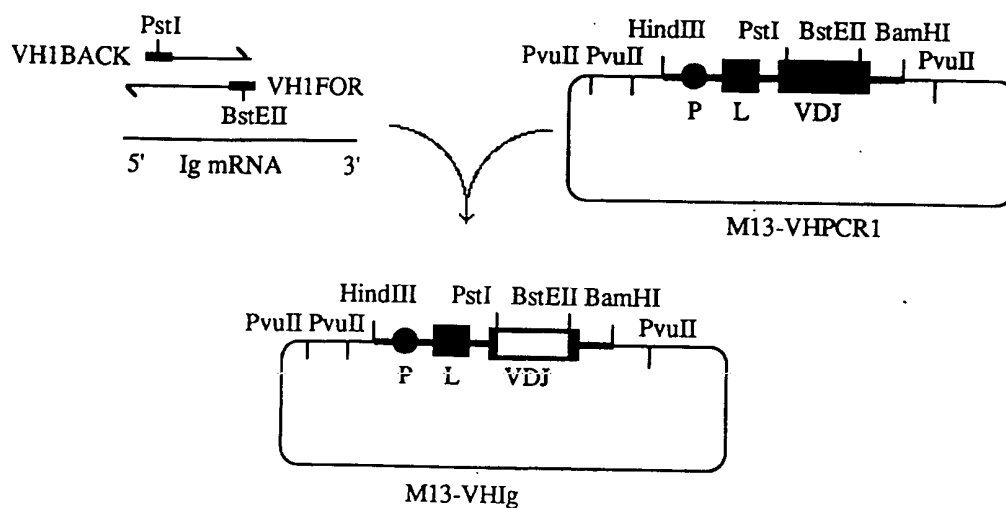 PstI
VH1BACK
VH1FOR
BstEII
5' Ig mRNA 3'
HindIII PstI BstEII BamHI
PvuII PvuII PvuII
P L VDJ
M13-VHPCR1
HindIII PstI BstEII BamHI
PvuII PvuII PvuII
P L VDJ
M13-VHIg